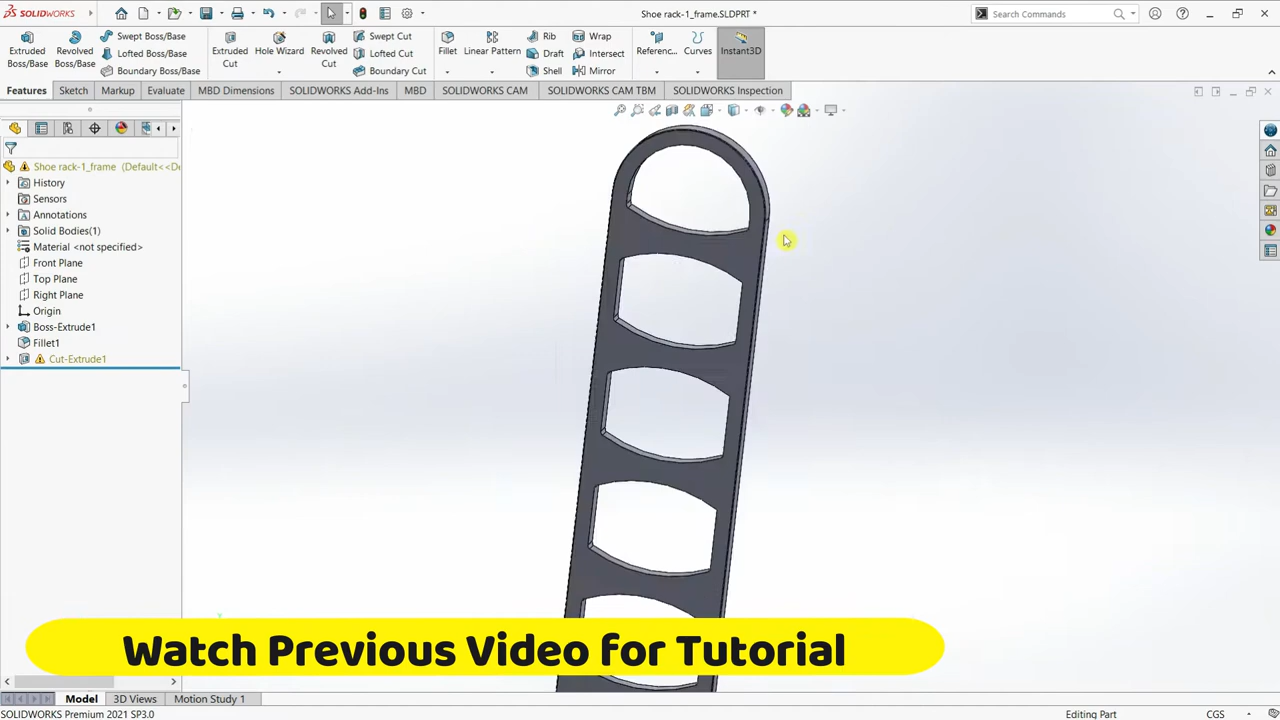 SOLIDWORKS
Shoe rack-1_frame.SLDPRT *
Search Commands
Extruded Boss/Base
Revolved Boss/Base
Swept Boss/Base
Lofted Boss/Base
Boundary Boss/Base
Extruded Cut
Hole Wizard
Revolved Cut
Swept Cut
Lofted Cut
Boundary Cut
Fillet
Linear Pattern
Rib
Draft
Shell
Wrap
Intersect
Mirror
Referenc...
Curves
Instant3D
Features
Sketch
Markup
Evaluate
MBD Dimensions
SOLIDWORKS Add-Ins
MBD
SOLIDWORKS CAM
SOLIDWORKS CAM TBM
SOLIDWORKS Inspection
Shoe rack-1_frame (Default<<De
History
Sensors
Annotations
Solid Bodies(1)
Material <not specified>
Front Plane
Top Plane
Right Plane
Origin
Boss-Extrude1
Fillet1
Cut-Extrude1
Watch Previous Video for Tutorial
Model
3D Views
Motion Study 1
SOLIDWORKS Premium 2021 SP3.0
Editing Part
CGS